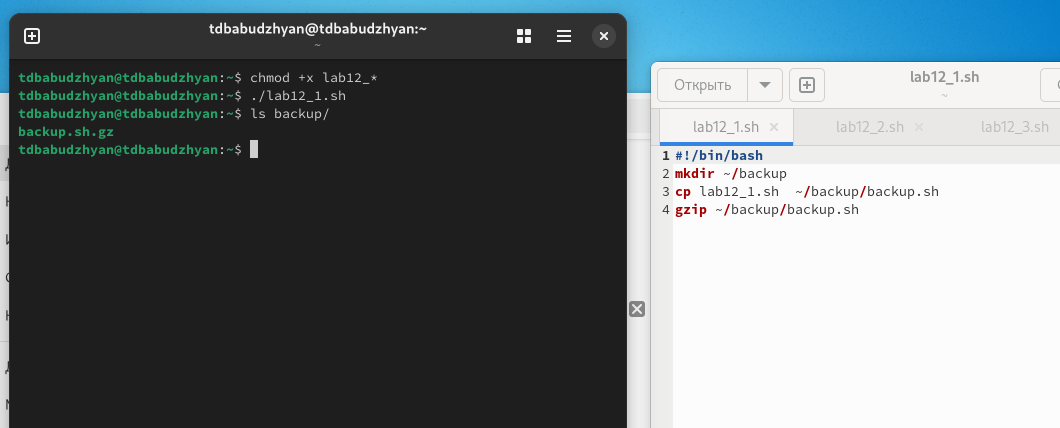 tdbabudzhyan@tdbabudzhyan:~
~
tdbabudzhyan@tdbabudzhyan:~$ chmod +x lab12_*
tdbabudzhyan@tdbabudzhyan:~$ ./lab12_1.sh
tdbabudzhyan@tdbabudzhyan:~$ ls backup/
backup.sh.gz
tdbabudzhyan@tdbabudzhyan:~$
Открыть
lab12_1.sh
~
lab12_1.sh × lab12_2.sh × lab12_3.sh
1 #!/bin/bash
2 mkdir ~/backup
3 cp lab12_1.sh  ~/backup/backup.sh
4 gzip ~/backup/backup.sh